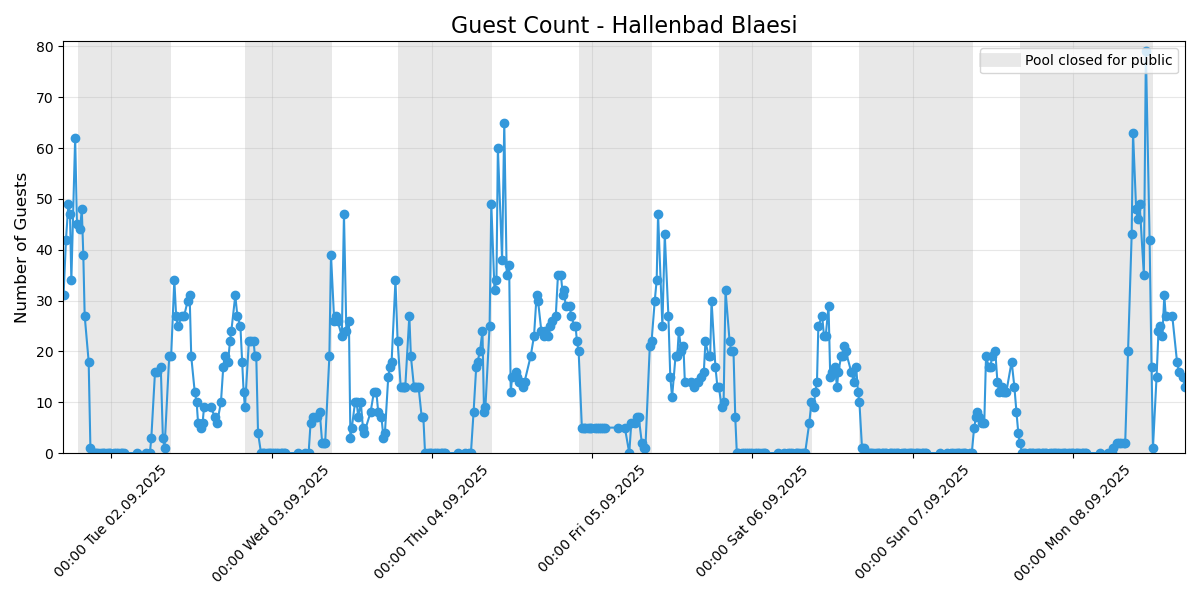 Guest Count - Hallenbad Blaesi
Pool closed for public
Number of Guests
80
70
60
50
40
30
20
10
0
00:00 Tue 02.09.2025
00:00 Wed 03.09.2025
00:00 Thu 04.09.2025
00:00 Fri 05.09.2025
00:00 Sat 06.09.2025
00:00 Sun 07.09.2025
00:00 Mon 08.09.2025